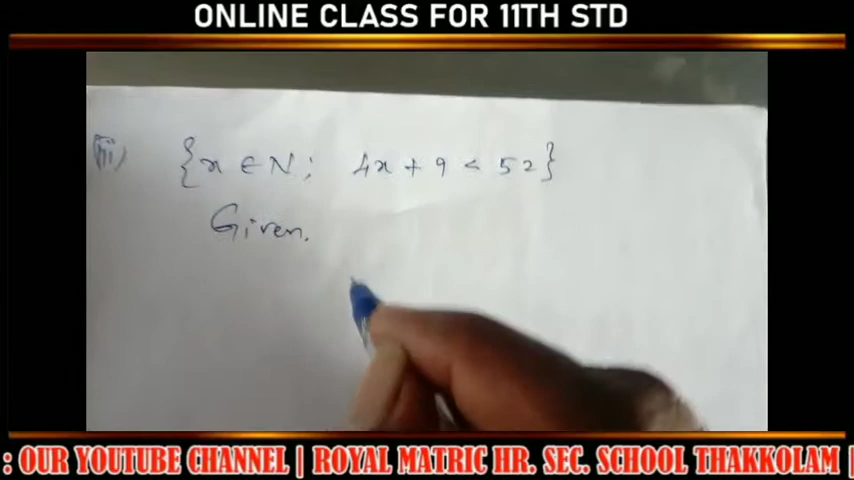 ONLINE CLASS FOR 11TH STD
iii) {x ∈ N; 4x + 9 < 52}
Given.
: OUR YOUTUBE CHANNEL | ROYAL MATRIC HR. SEC. SCHOOL THAKKOLAM |